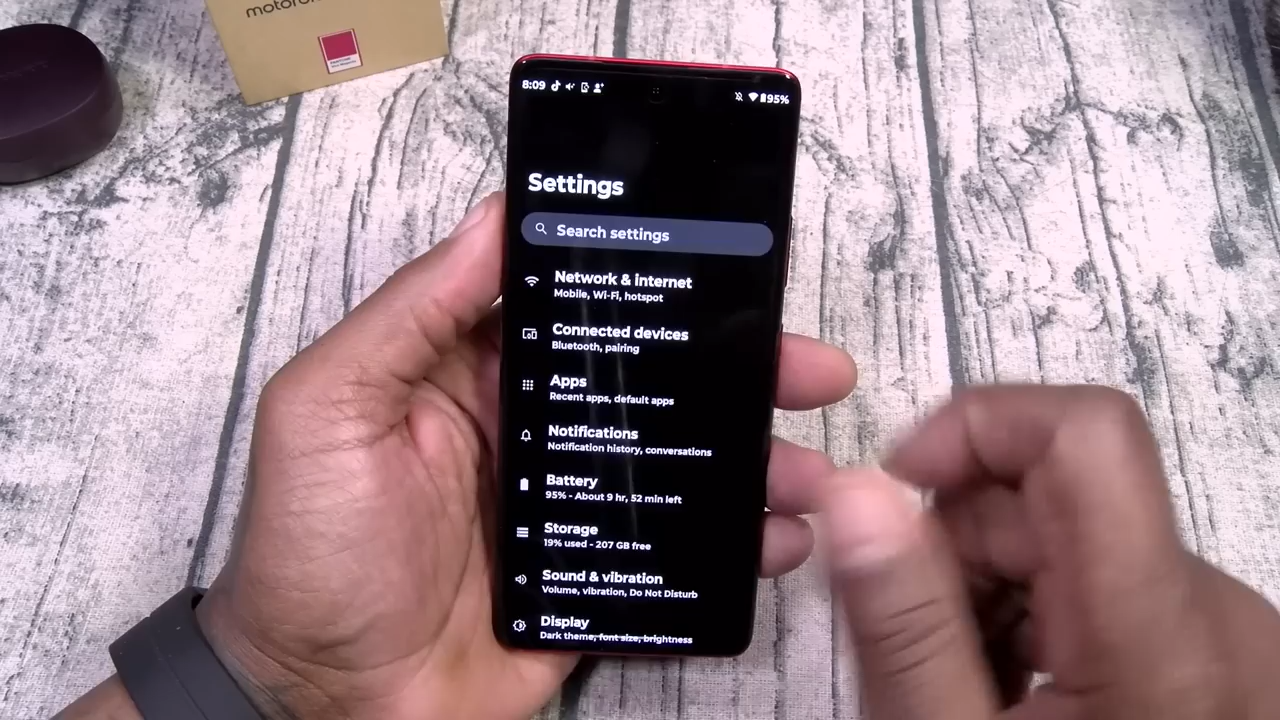 8:09
95%
Settings
Search settings
Network & internet
Mobile, Wi-Fi, hotspot
Connected devices
Bluetooth, pairing
Apps
Recent apps, default apps
Notifications
Notification history, conversations
Battery
95% - About 9 hr, 52 min left
Storage
19% used - 207 GB free
Sound & vibration
Volume, vibration, Do Not Disturb
Display
Dark theme, font size, brightness